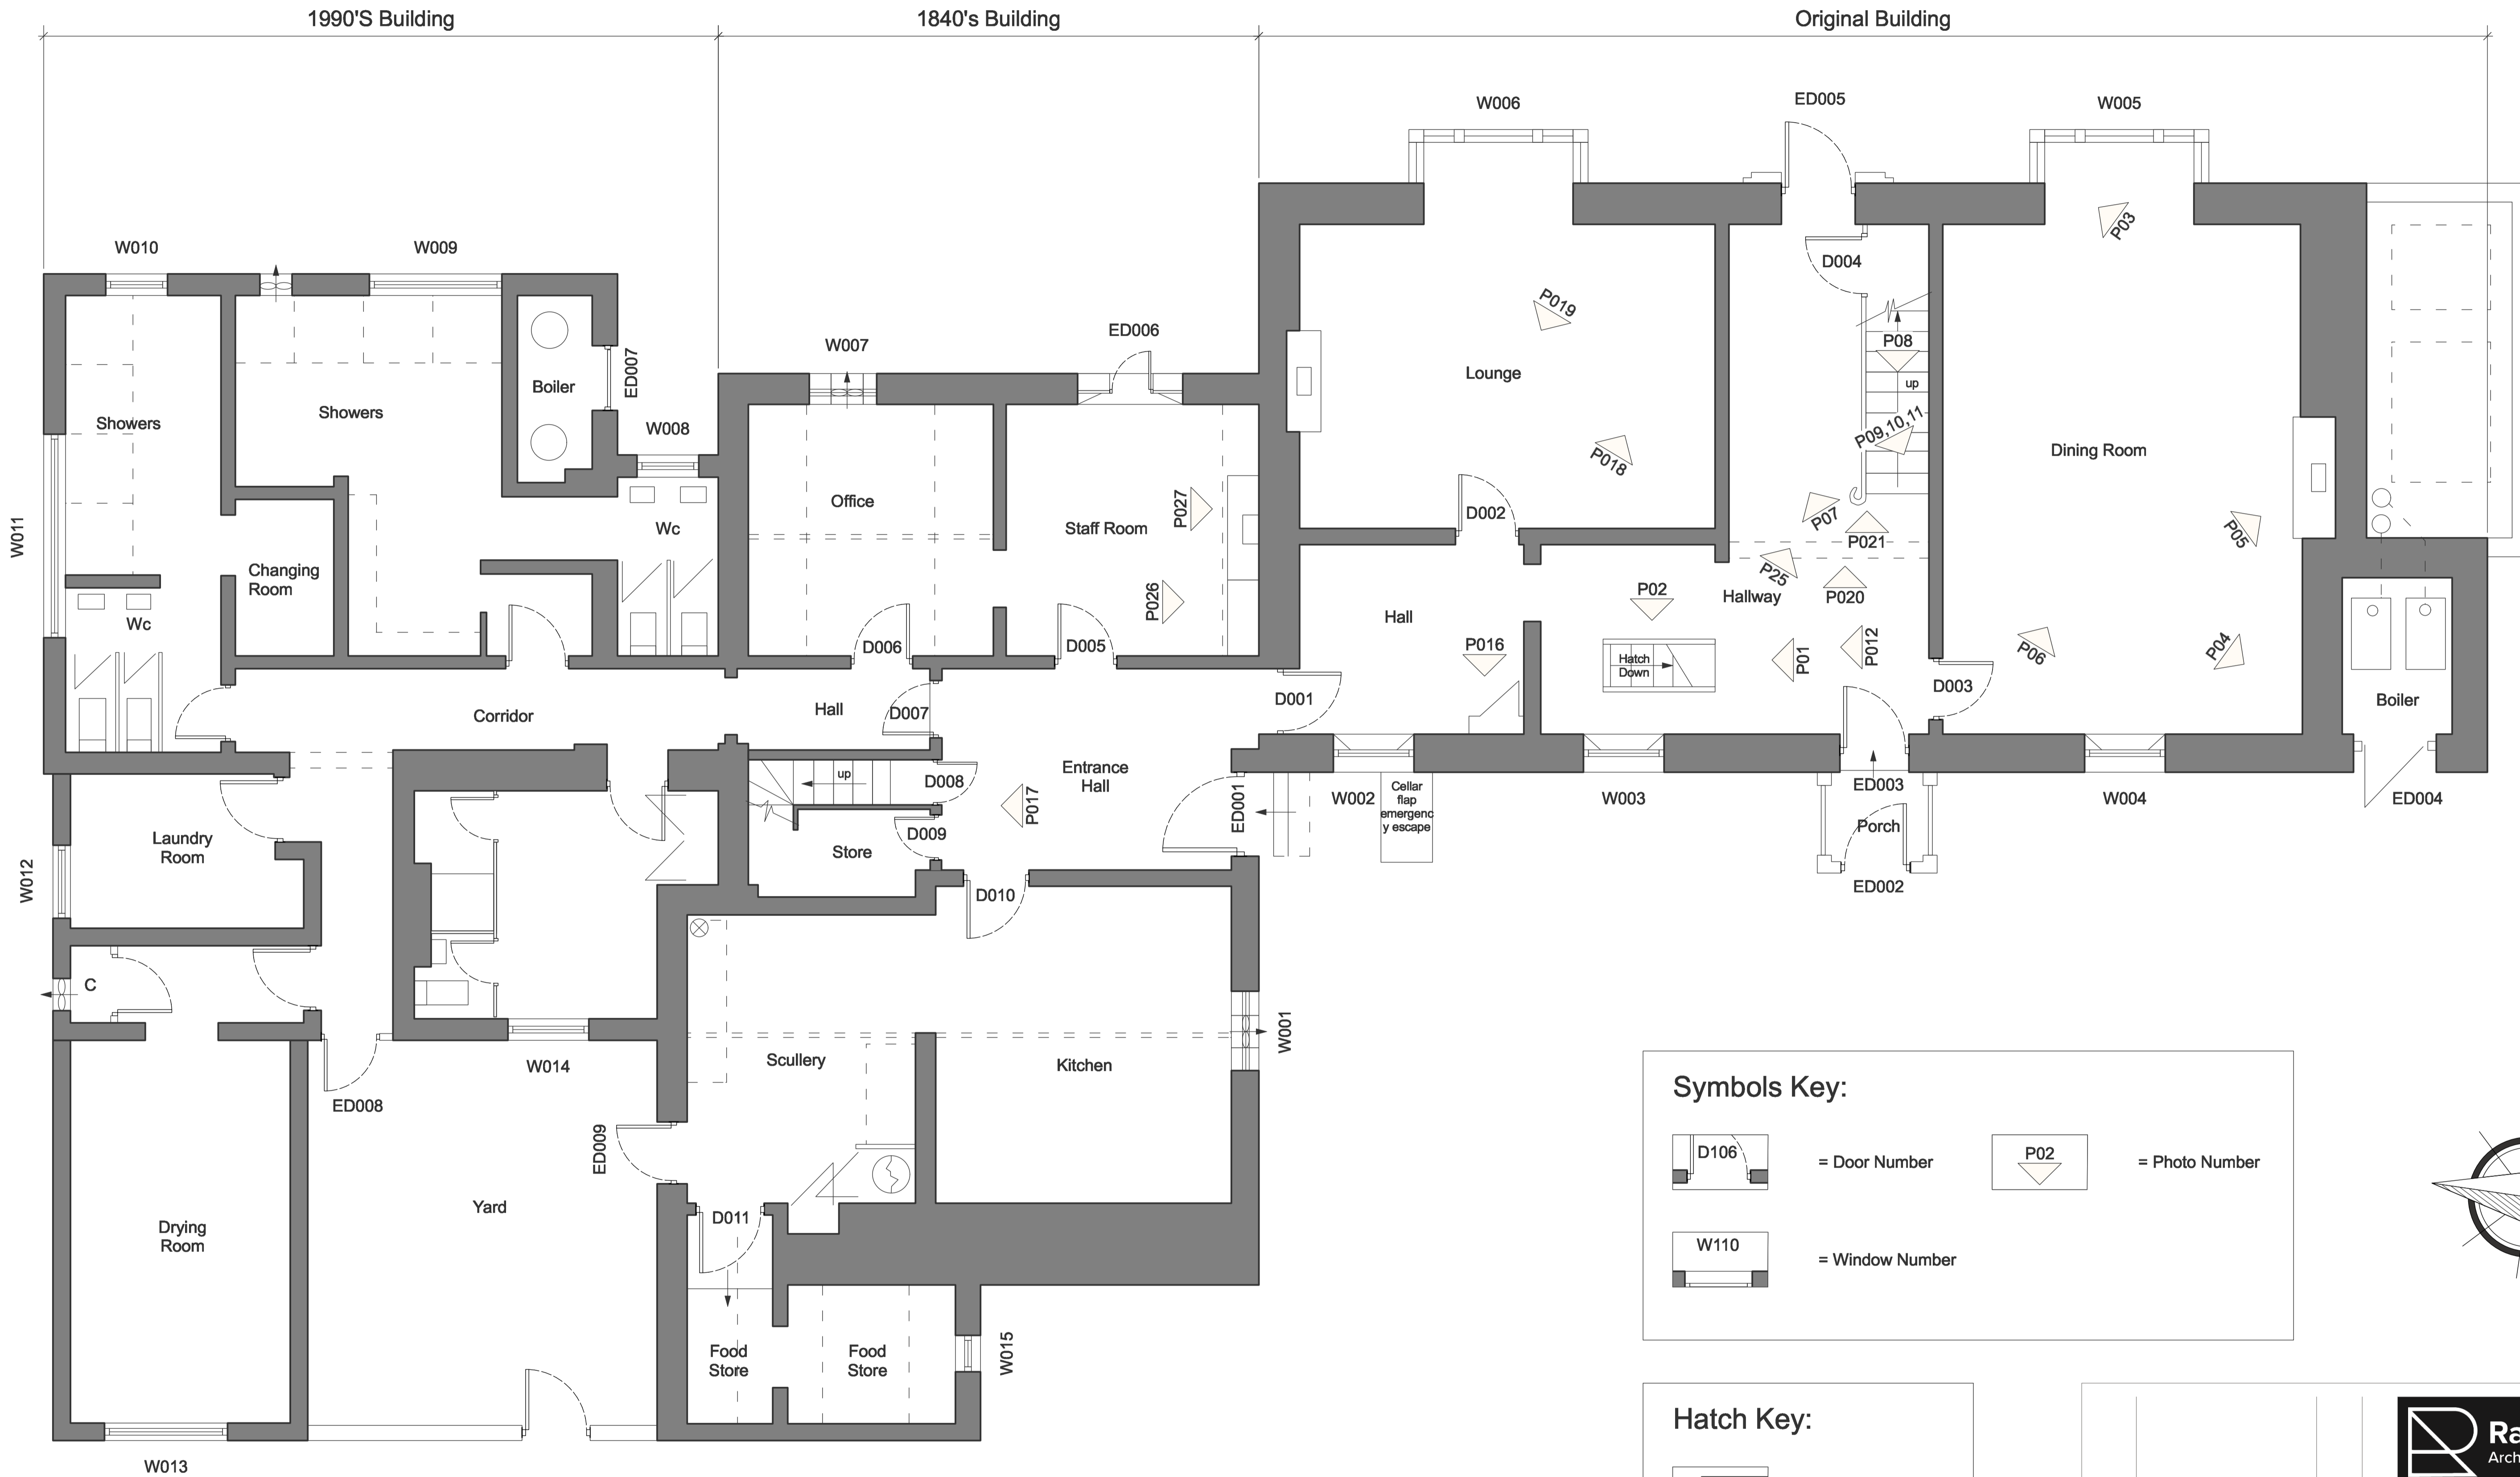 1990'S Building
1840's Building
Original Building
W006
ED005
W005
W010
W009
W007
ED006
W008
ED007
W011
D004
P03
P019
P08
up
P09,10,11
P018
P07
P021
P25
P020
P02
P012
P01
P016
P05
P04
P06
P027
P026
Showers
Showers
Boiler
Lounge
Dining Room
Office
Staff Room
Wc
Changing
Room
Wc
D002
Hall
Hallway
Hatch
Down
D006
D005
D003
Boiler
Corridor
Hall
D007
D001
Entrance
Hall
up
D008
P017
ED001
W002
Cellar
flap
emergenc
y escape
W003
ED003
Porch
ED002
W004
ED004
Laundry
Room
W012
Store
D009
D010
C
W014
Scullery
Kitchen
W001
ED008
ED009
Yard
D011
Drying
Room
Food
Store
Food
Store
W015
W013
Symbols Key:
D106
= Door Number
P02
= Photo Number
W110
= Window Number
Hatch Key: